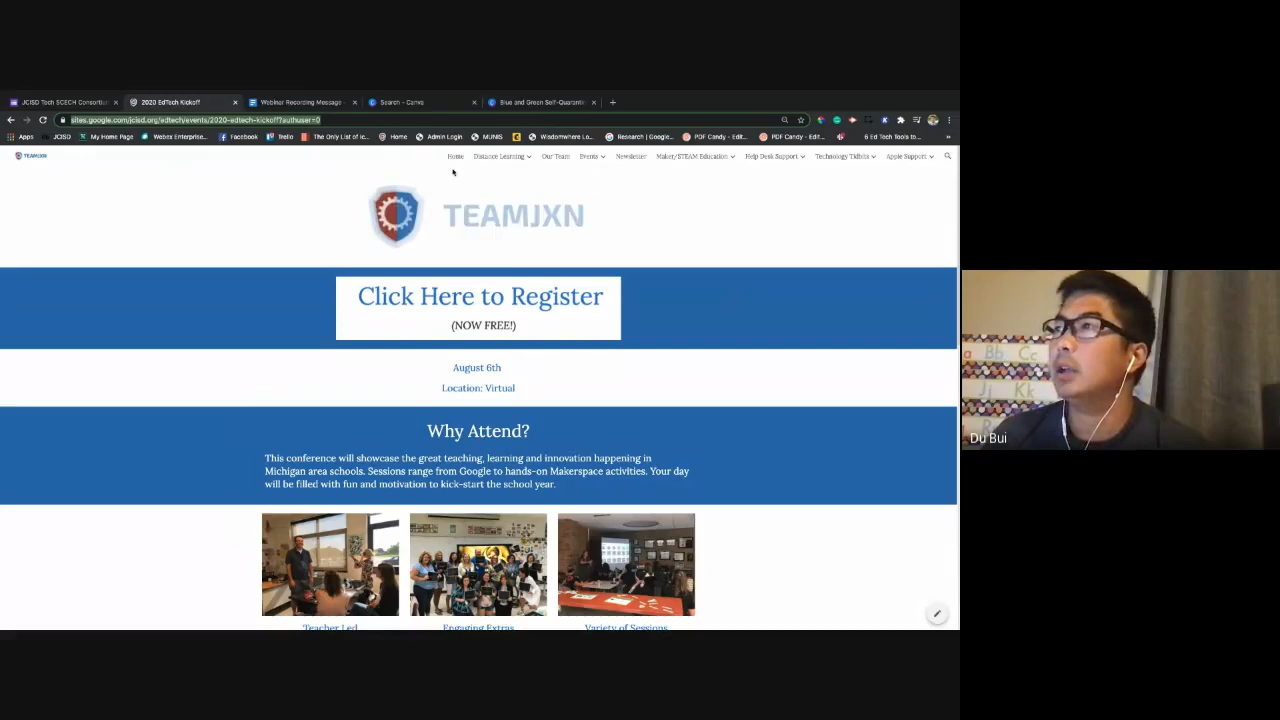 JCISD Tech SCECH Consortiu
2020 EdTech Kickoff
Webinar Recording Message -
Search - Canva
Blue and Green Self-Quarantin
sites.google.com/jcisd.org/edtech/events/2020-edtech-kickoff?authuser=0
Apps
JCISD
My Home Page
Webex Enterprise...
Facebook
Trello
The Only List of Ic...
Home
Admin Login
MUNIS
Wisdomwhere Lo...
Research | Google...
PDF Candy - Edit...
PDF Candy - Edit...
6 Ed Tech Tools to...
»
TEAMJXN
Home
Distance Learning
Our Team
Events
Newsletter
Maker/STEAM Education
Help Desk Support
Technology Tidbits
Apple Support
TEAMJXN
Click Here to Register
(NOW FREE!)
August 6th
Location: Virtual
Why Attend?
This conference will showcase the great teaching, learning and innovation happening in
Michigan area schools. Sessions range from Google to hands-on Makerspace activities. Your day
will be filled with fun and motivation to kick-start the school year.
Teacher Led
Engaging Extras
Variety of Sessions
a Bb Cc
Jj Kk
Du Bui